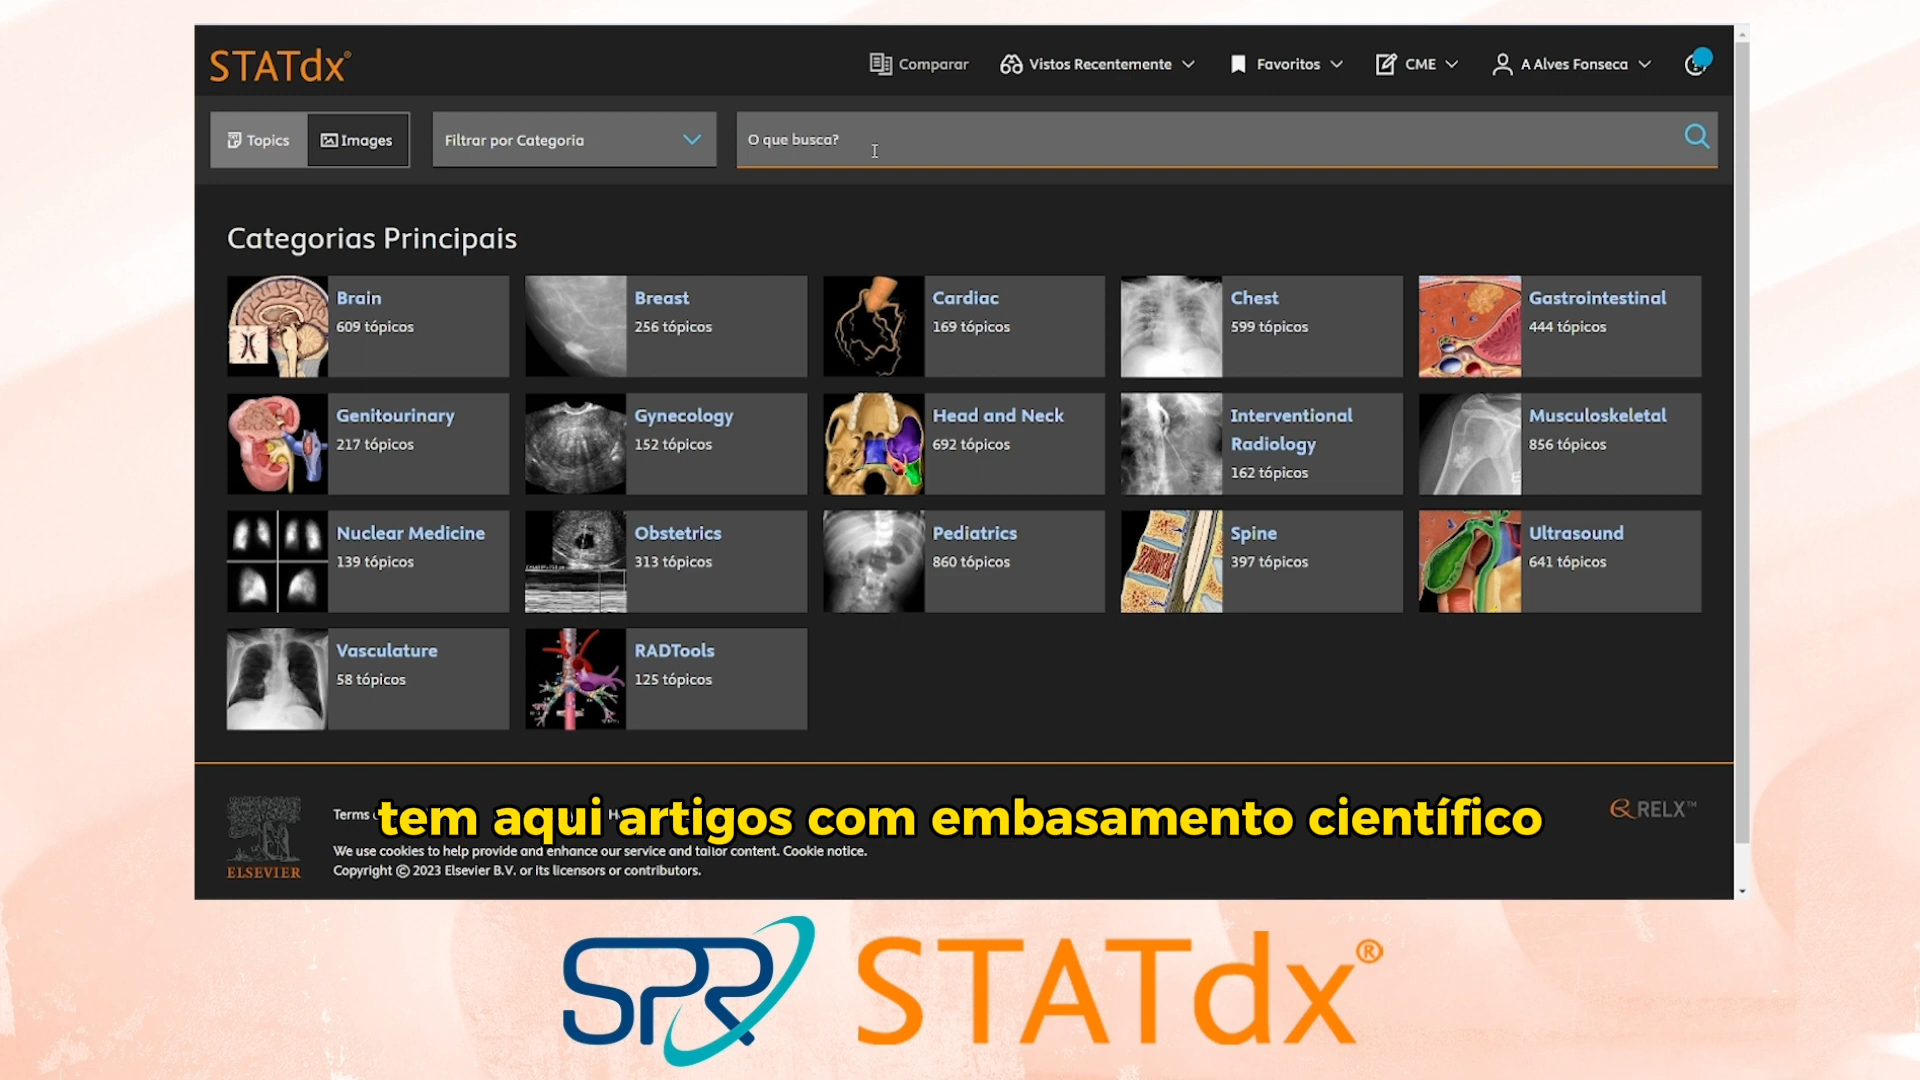 STATdx®
Comparar
Vistos Recentemente
Favoritos
CME
A Alves Fonseca
Topics
Images
Filtrar por Categoria
O que busca?
Categorias Principais
Brain
609 tópicos
Breast
256 tópicos
Cardiac
169 tópicos
Chest
599 tópicos
Gastrointestinal
444 tópicos
Genitourinary
217 tópicos
Gynecology
152 tópicos
Head and Neck
692 tópicos
Interventional
Radiology
162 tópicos
Musculoskeletal
856 tópicos
Nuclear Medicine
139 tópicos
Obstetrics
313 tópicos
Pediatrics
860 tópicos
Spine
397 tópicos
Ultrasound
641 tópicos
Vasculature
58 tópicos
RADTools
125 tópicos
Terms
tem aqui artigos com embasamento científico
RELX™
We use cookies to help provide and enhance our service and tailor content. Cookie notice.
ELSEVIER
Copyright © 2023 Elsevier B.V. or its licensors or contributors.
SPR
STATdx®